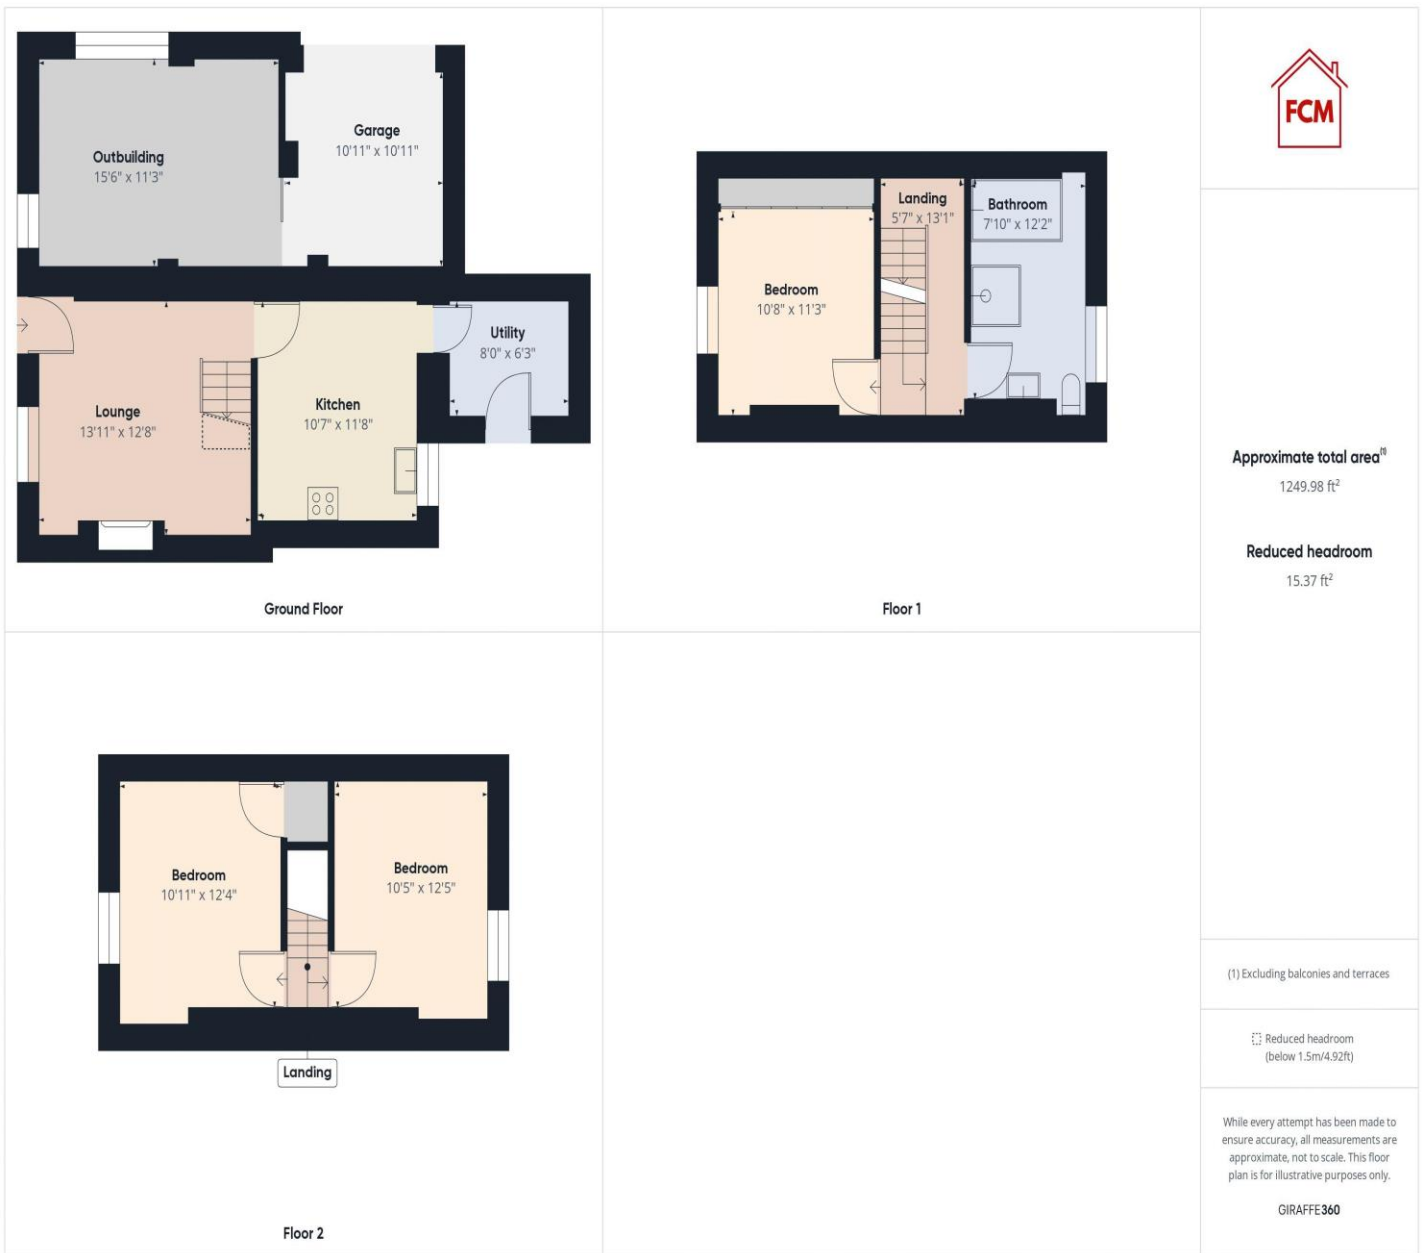 Outbuilding
15'6" x 11'3"
Garage
10'11" x 10'11"
Lounge
13'11" x 12'8"
Kitchen
10'7" x 11'8"
Utility
8'0" x 6'3"
Ground Floor
Bedroom
10'8" x 11'3"
Landing
5'7" x 13'1"
Bathroom
7'10" x 12'2"
Floor 1
Bedroom
10'11" x 12'4"
Bedroom
10'5" x 12'5"
Landing
Floor 2
FCM
Approximate total area(1)
1249.98 ft²
Reduced headroom
15.37 ft²
(1) Excluding balconies and terraces
Reduced headroom
(below 1.5m/4.92ft)
While every attempt has been made to
ensure accuracy, all measurements are
approximate, not to scale. This floor
plan is for illustrative purposes only.
GIRAFFE360